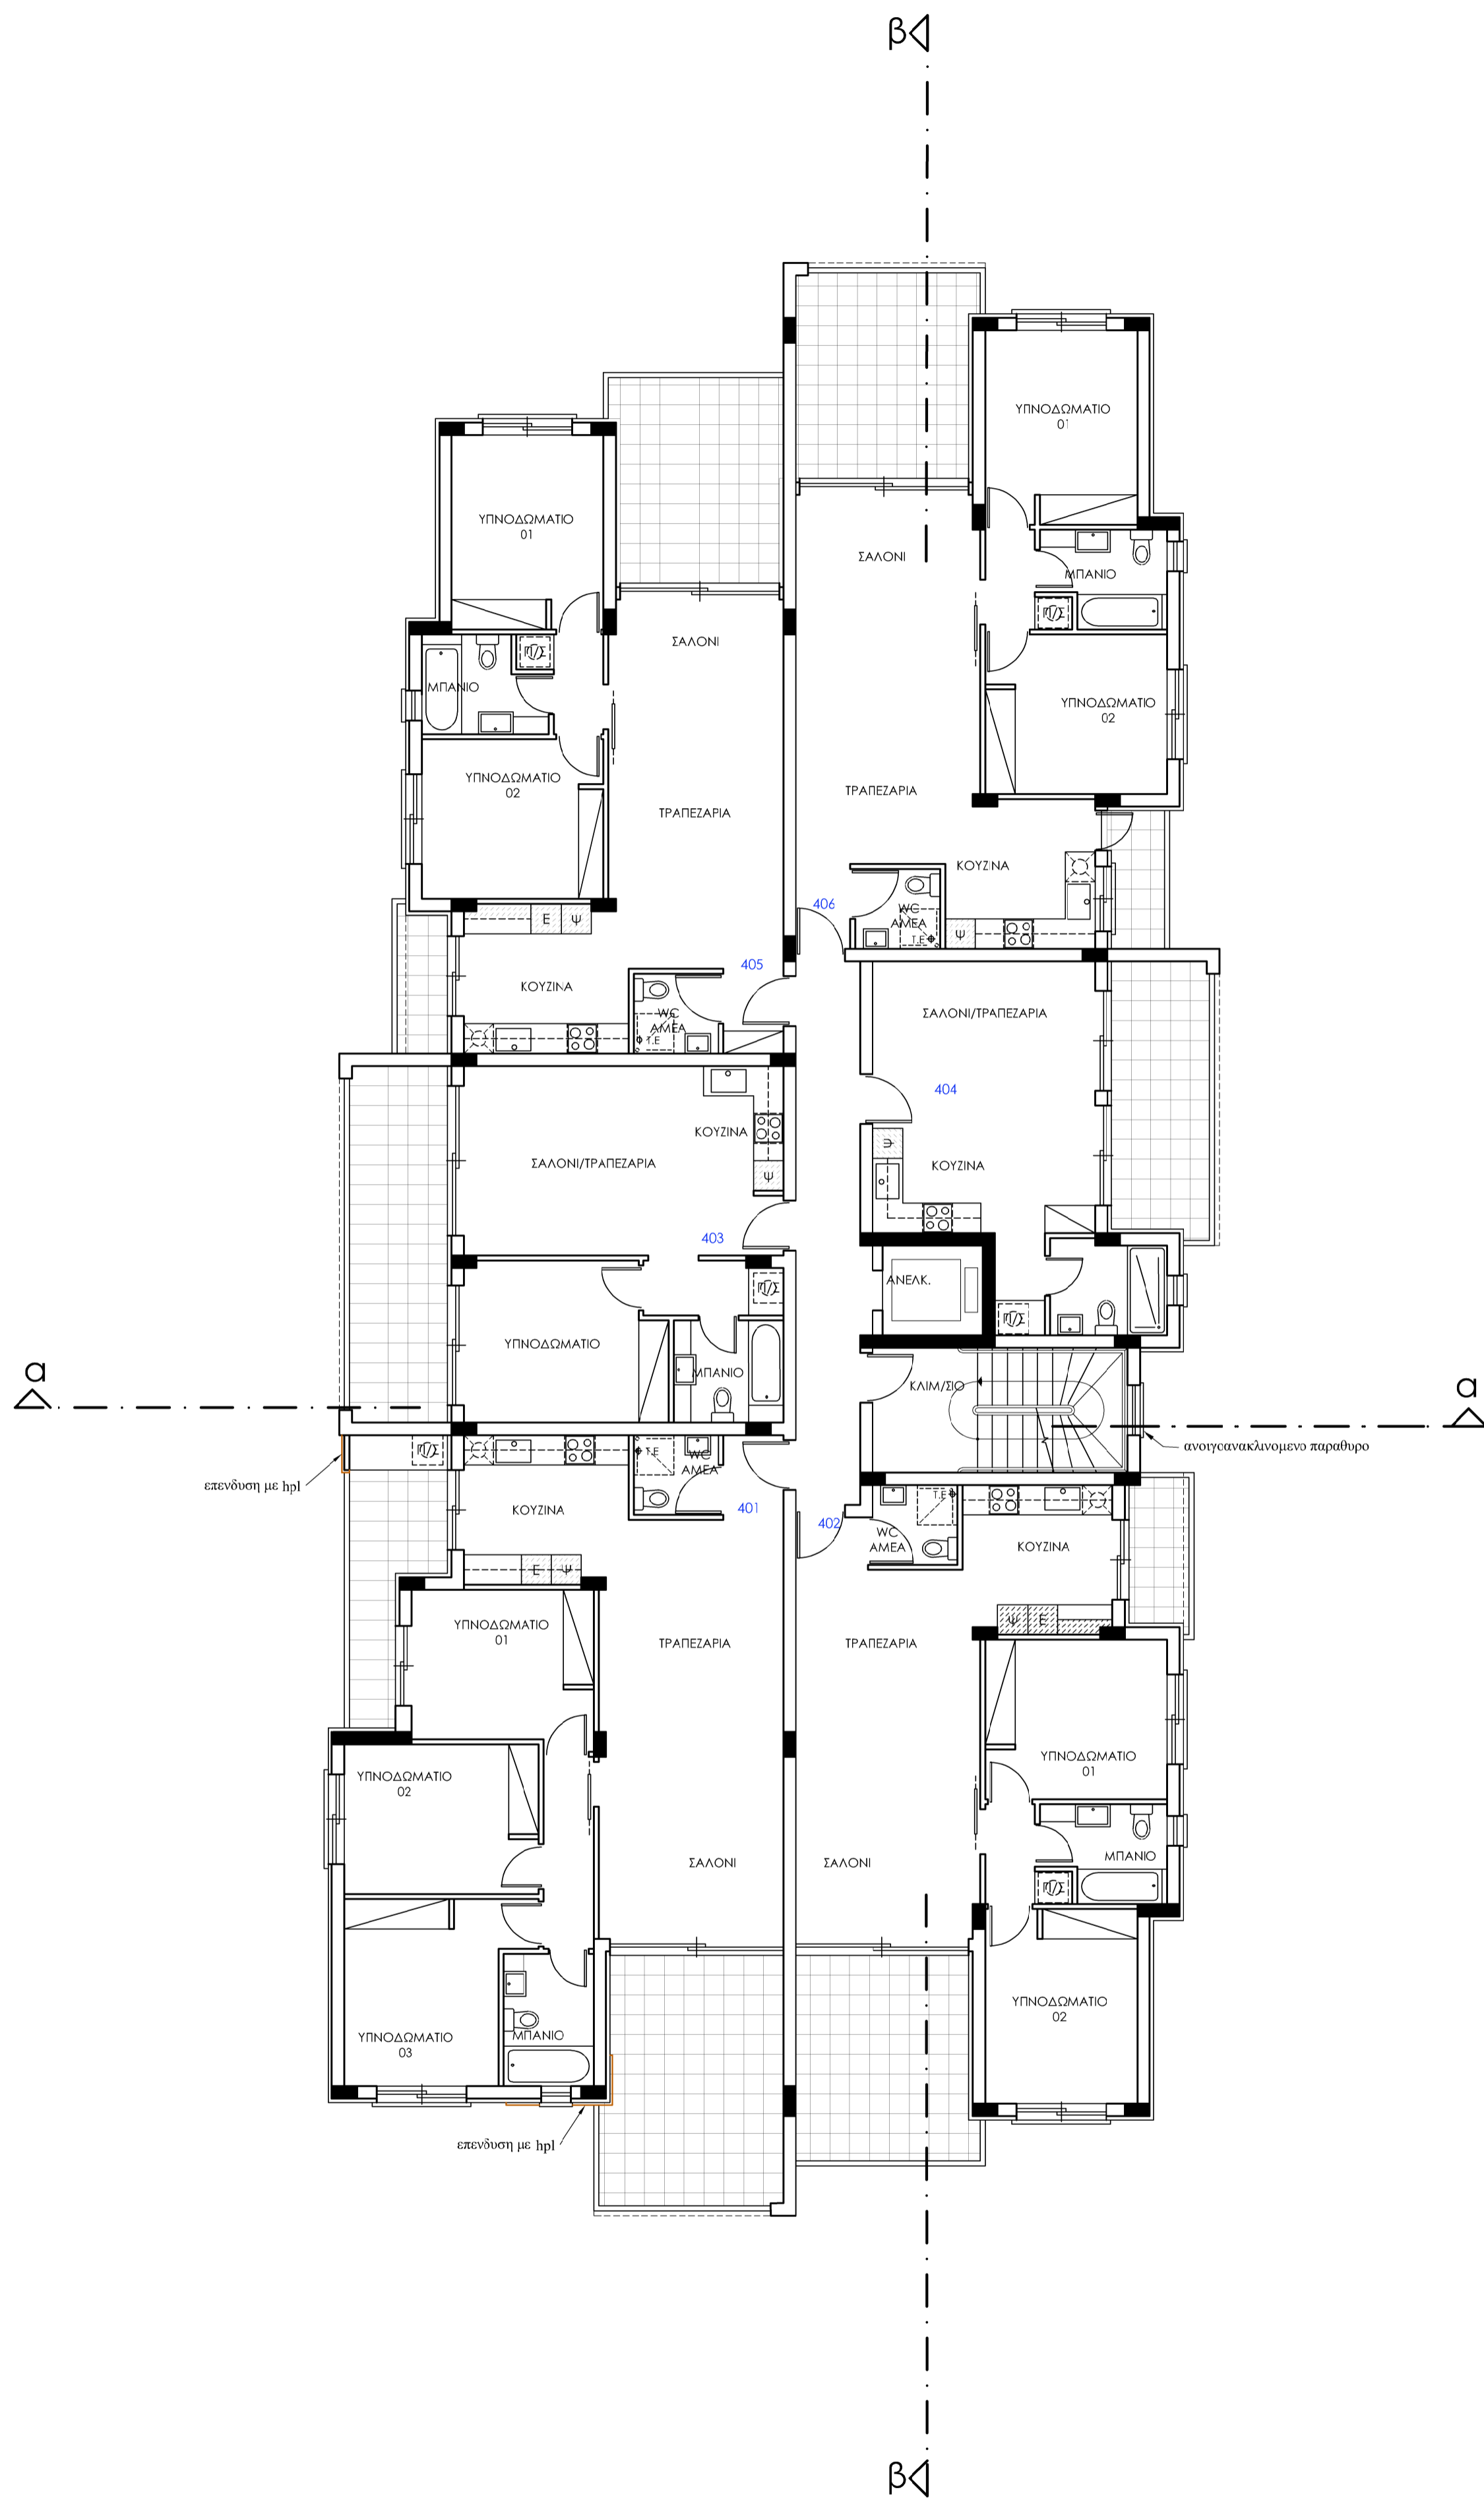 β
ΥΠΝΟΔΩΜΑΤΙΟ
01
ΥΠΝΟΔΩΜΑΤΙΟ
01
ΣΑΛΟΝΙ
ΜΠΑΝΙΟ
Π/Σ
ΣΑΛΟΝΙ
Π/Σ
ΜΠΑΝΙΟ
ΥΠΝΟΔΩΜΑΤΙΟ
02
ΥΠΝΟΔΩΜΑΤΙΟ
02
ΤΡΑΠΕΖΑΡΙΑ
ΤΡΑΠΕΖΑΡΙΑ
ΚΟΥΖΙΝΑ
406
WC
ΑΜΕΑ
Τ.Ε
Ψ
Ε
Ψ
405
ΚΟΥΖΙΝΑ
WC
ΑΜΕΑ
Τ.Ε
ΣΑΛΟΝΙ/ΤΡΑΠΕΖΑΡΙΑ
404
ΚΟΥΖΙΝΑ
Ψ
ΚΟΥΖΙΝΑ
ΣΑΛΟΝΙ/ΤΡΑΠΕΖΑΡΙΑ
Ψ
403
ΑΝΕΛΚ.
Π/Σ
Π/Σ
ΥΠΝΟΔΩΜΑΤΙΟ
ΜΠΑΝΙΟ
ΚΛΙΜ/ΣΙΟ
α
α
ανοιγοανακλινομενο παραθυρο
Π/Σ
επενδυση με hpl
Τ.Ε
WC
ΑΜΕΑ
ΚΟΥΖΙΝΑ
401
402
Τ.Ε
WC
ΑΜΕΑ
ΚΟΥΖΙΝΑ
Ε
Ψ
Ψ
Ε
ΥΠΝΟΔΩΜΑΤΙΟ
01
ΤΡΑΠΕΖΑΡΙΑ
ΤΡΑΠΕΖΑΡΙΑ
ΥΠΝΟΔΩΜΑΤΙΟ
01
ΥΠΝΟΔΩΜΑΤΙΟ
02
ΣΑΛΟΝΙ
ΣΑΛΟΝΙ
ΜΠΑΝΙΟ
Π/Σ
ΥΠΝΟΔΩΜΑΤΙΟ
02
ΥΠΝΟΔΩΜΑΤΙΟ
03
ΜΠΑΝΙΟ
επενδυση με hpl
β